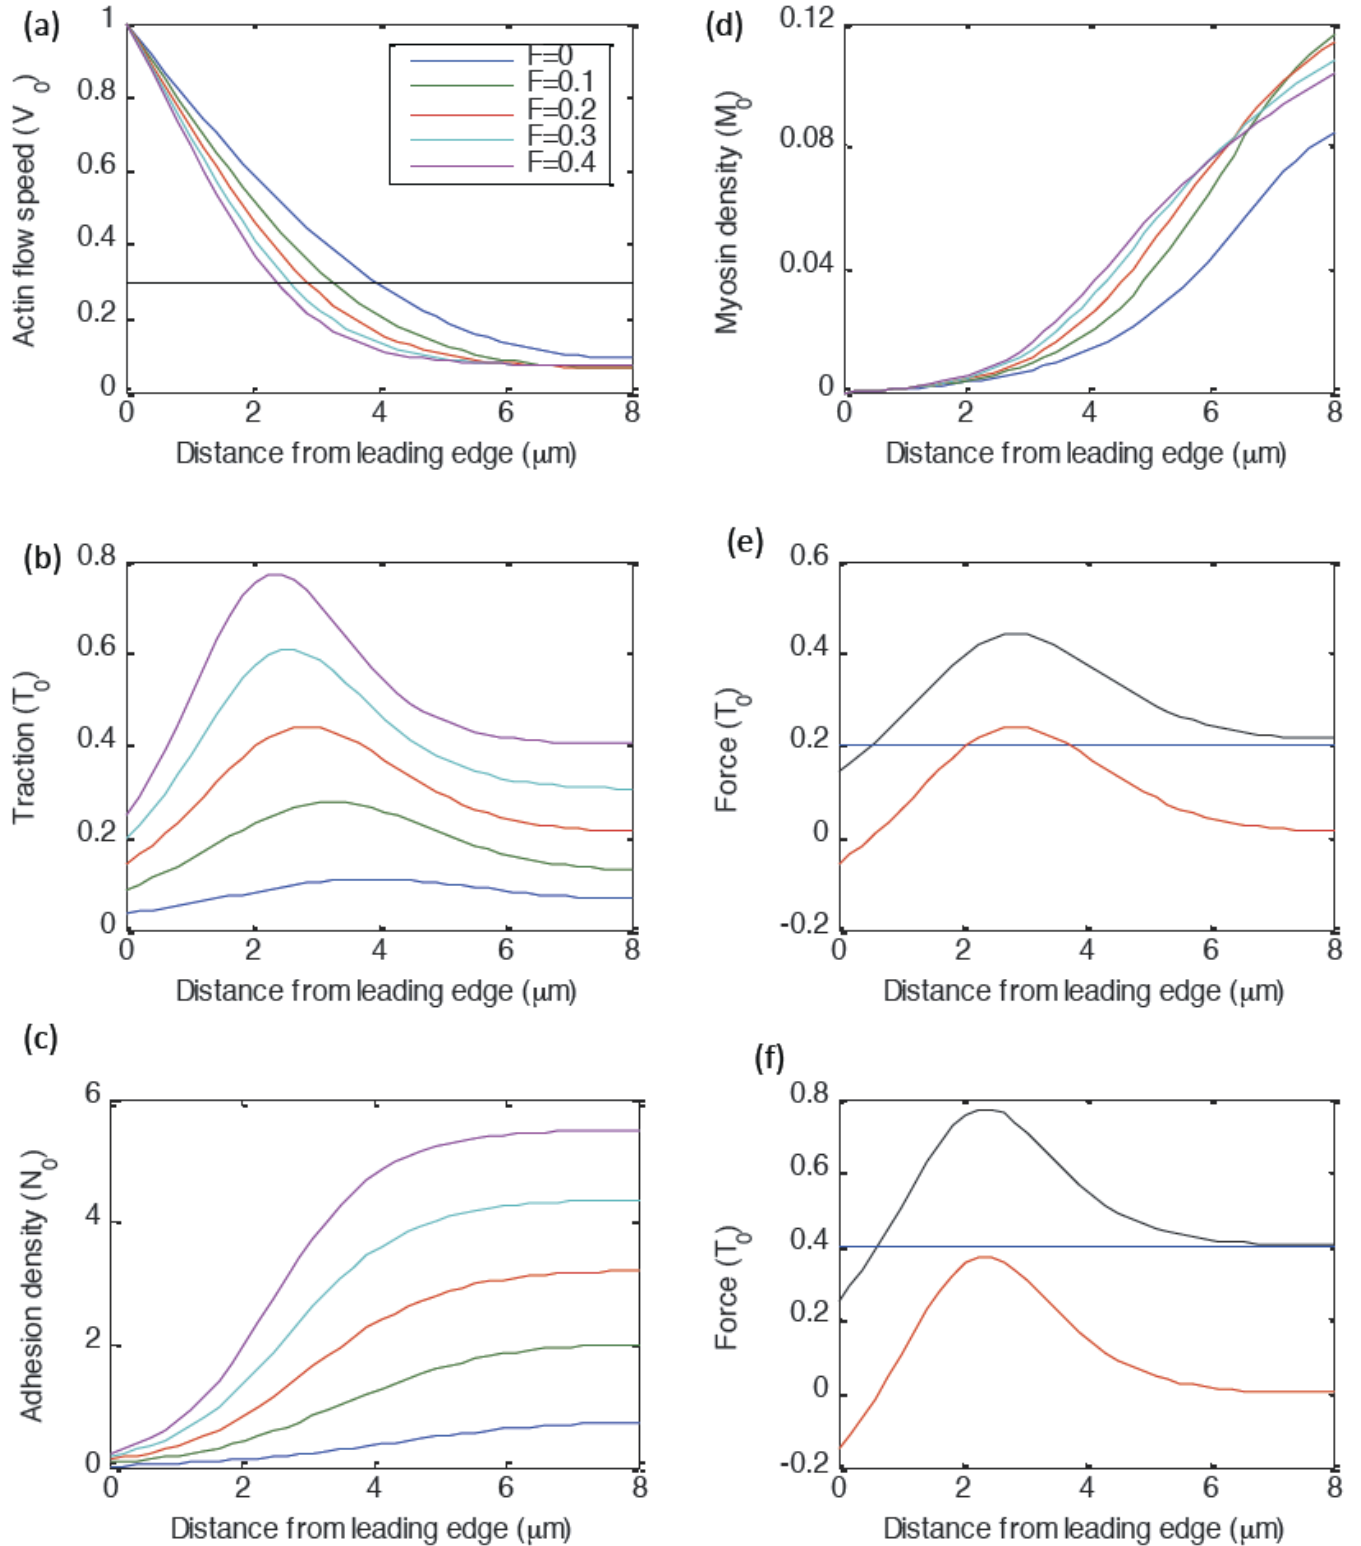 (a)
Actin flow speed (V_0)
1
0.8
0.6
0.4
0.2
0
F=0
F=0.1
F=0.2
F=0.3
F=0.4
0 2 4 6 8
Distance from leading edge (μm)
(d)
Myosin density (M_0)
0.12
0.08
0.04
0
0 2 4 6 8
Distance from leading edge (μm)
(b)
Traction (T_0)
0.8
0.6
0.4
0.2
0
0 2 4 6 8
Distance from leading edge (μm)
(e)
Force (T_0)
0.6
0.4
0.2
0
-0.2
0 2 4 6 8
Distance from leading edge (μm)
(c)
Adhesion density (N_0)
6
4
2
0
0 2 4 6 8
Distance from leading edge (μm)
(f)
Force (T_0)
0.8
0.6
0.4
0.2
0
-0.2
0 2 4 6 8
Distance from leading edge (μm)